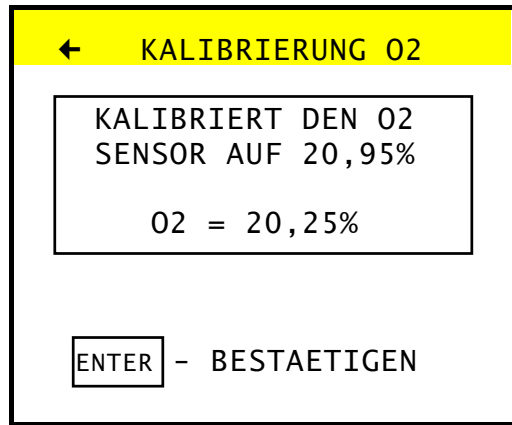 ← KALIBRIERUNG O2
KALIBRIERT DEN O2
SENSOR AUF 20,95%
O2 = 20,25%
ENTER – BESTAETIGEN